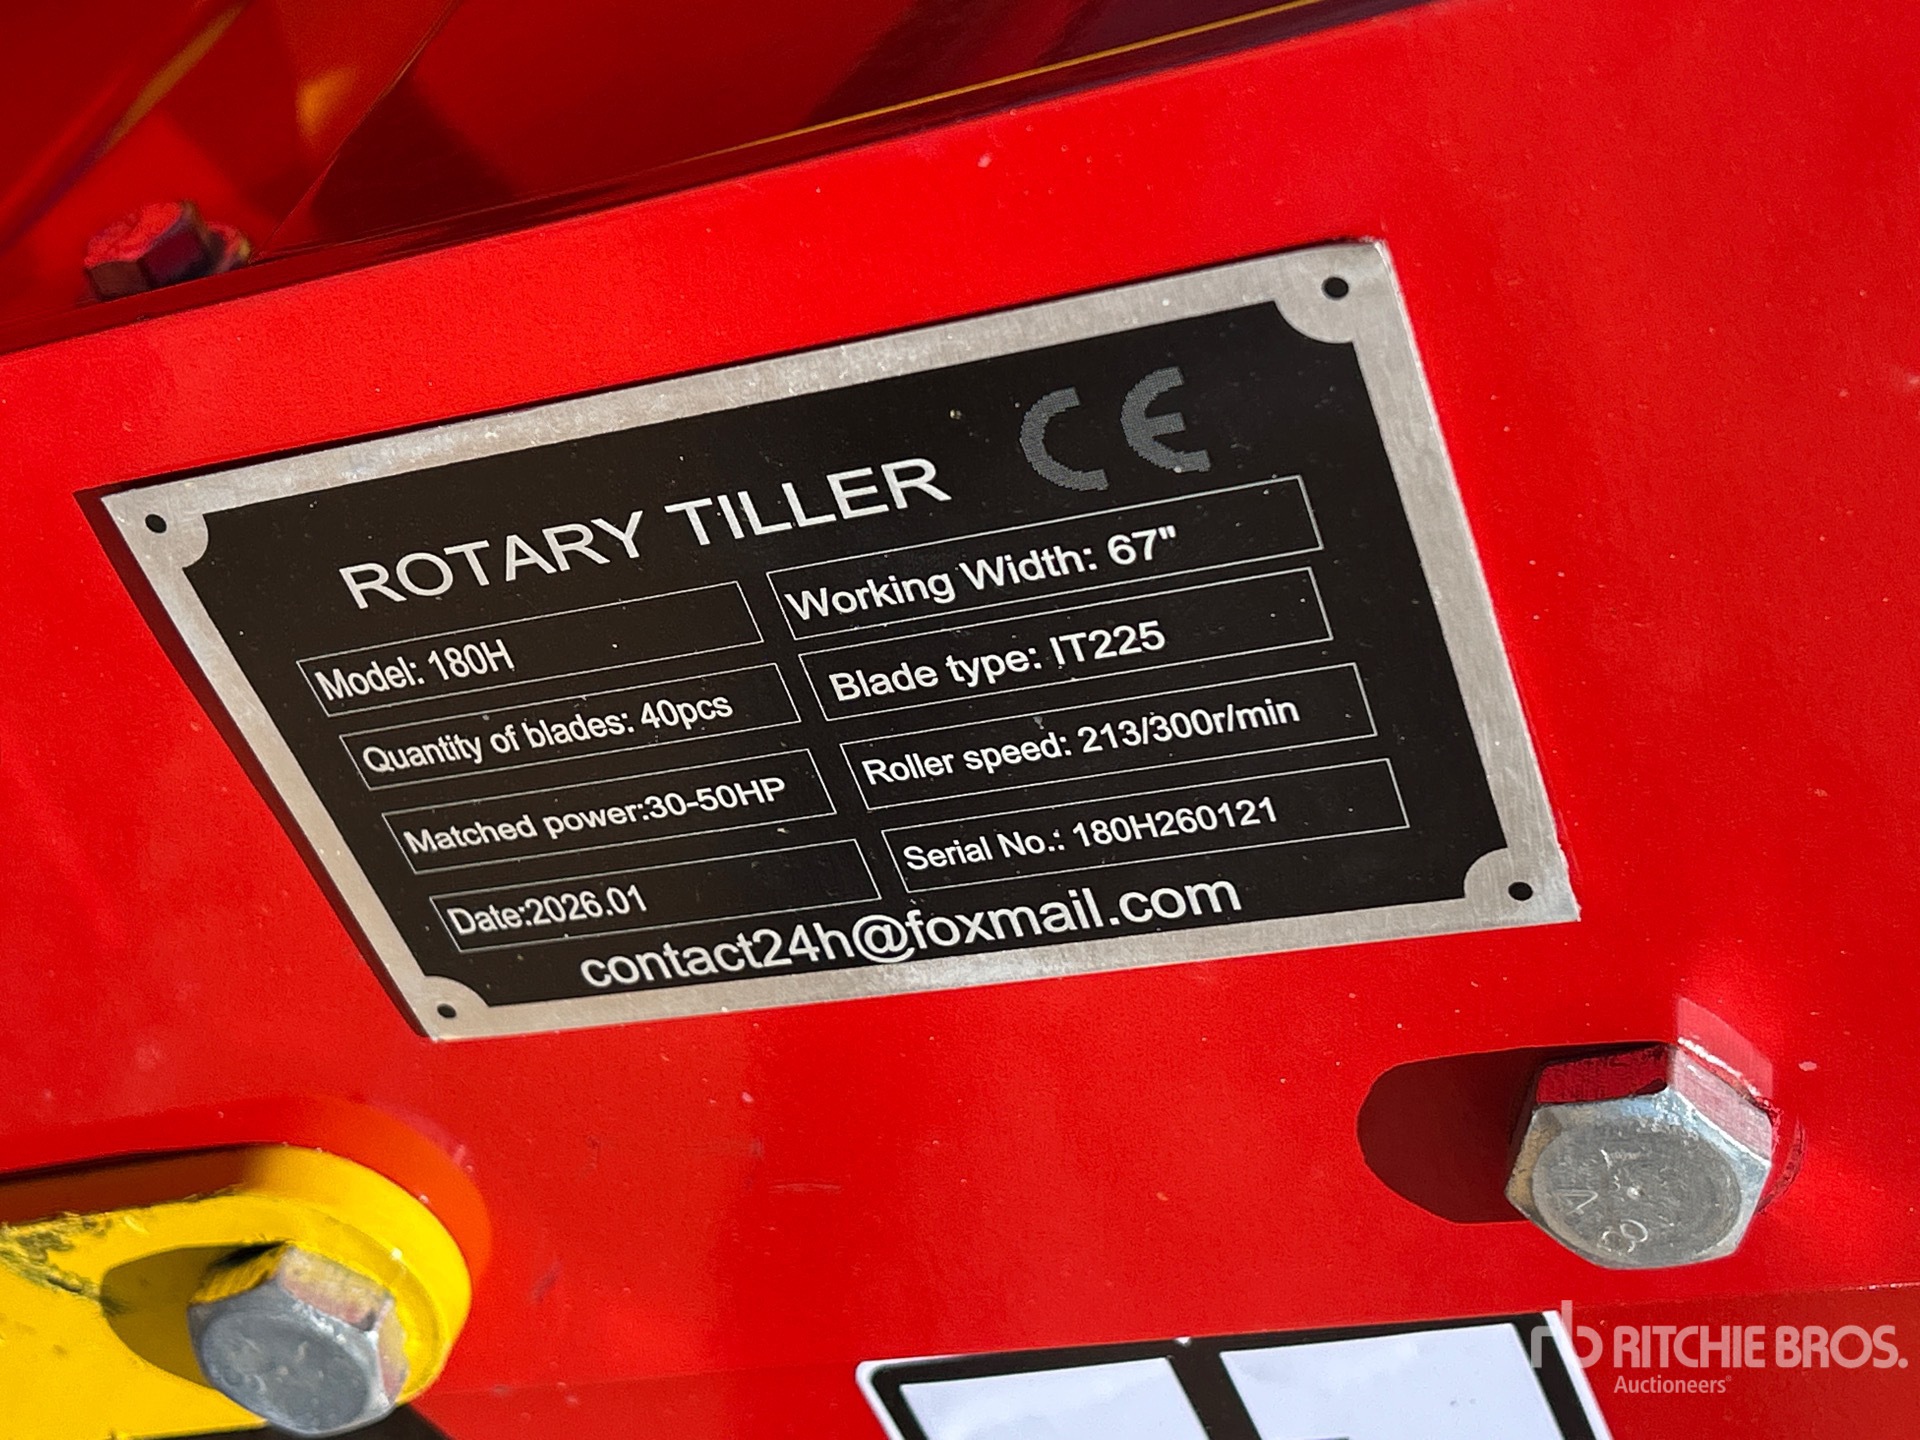 ROTARY TILLER CE
Model: 180H
Working Width: 67"
Quantity of blades: 40pcs
Blade type: IT225
Matched power:30-50HP
Roller speed: 213/300r/min
Date:2026.01
Serial No.: 180H260121
contact24h@foxmail.com
rb RITCHIE BROS.
Auctioneers